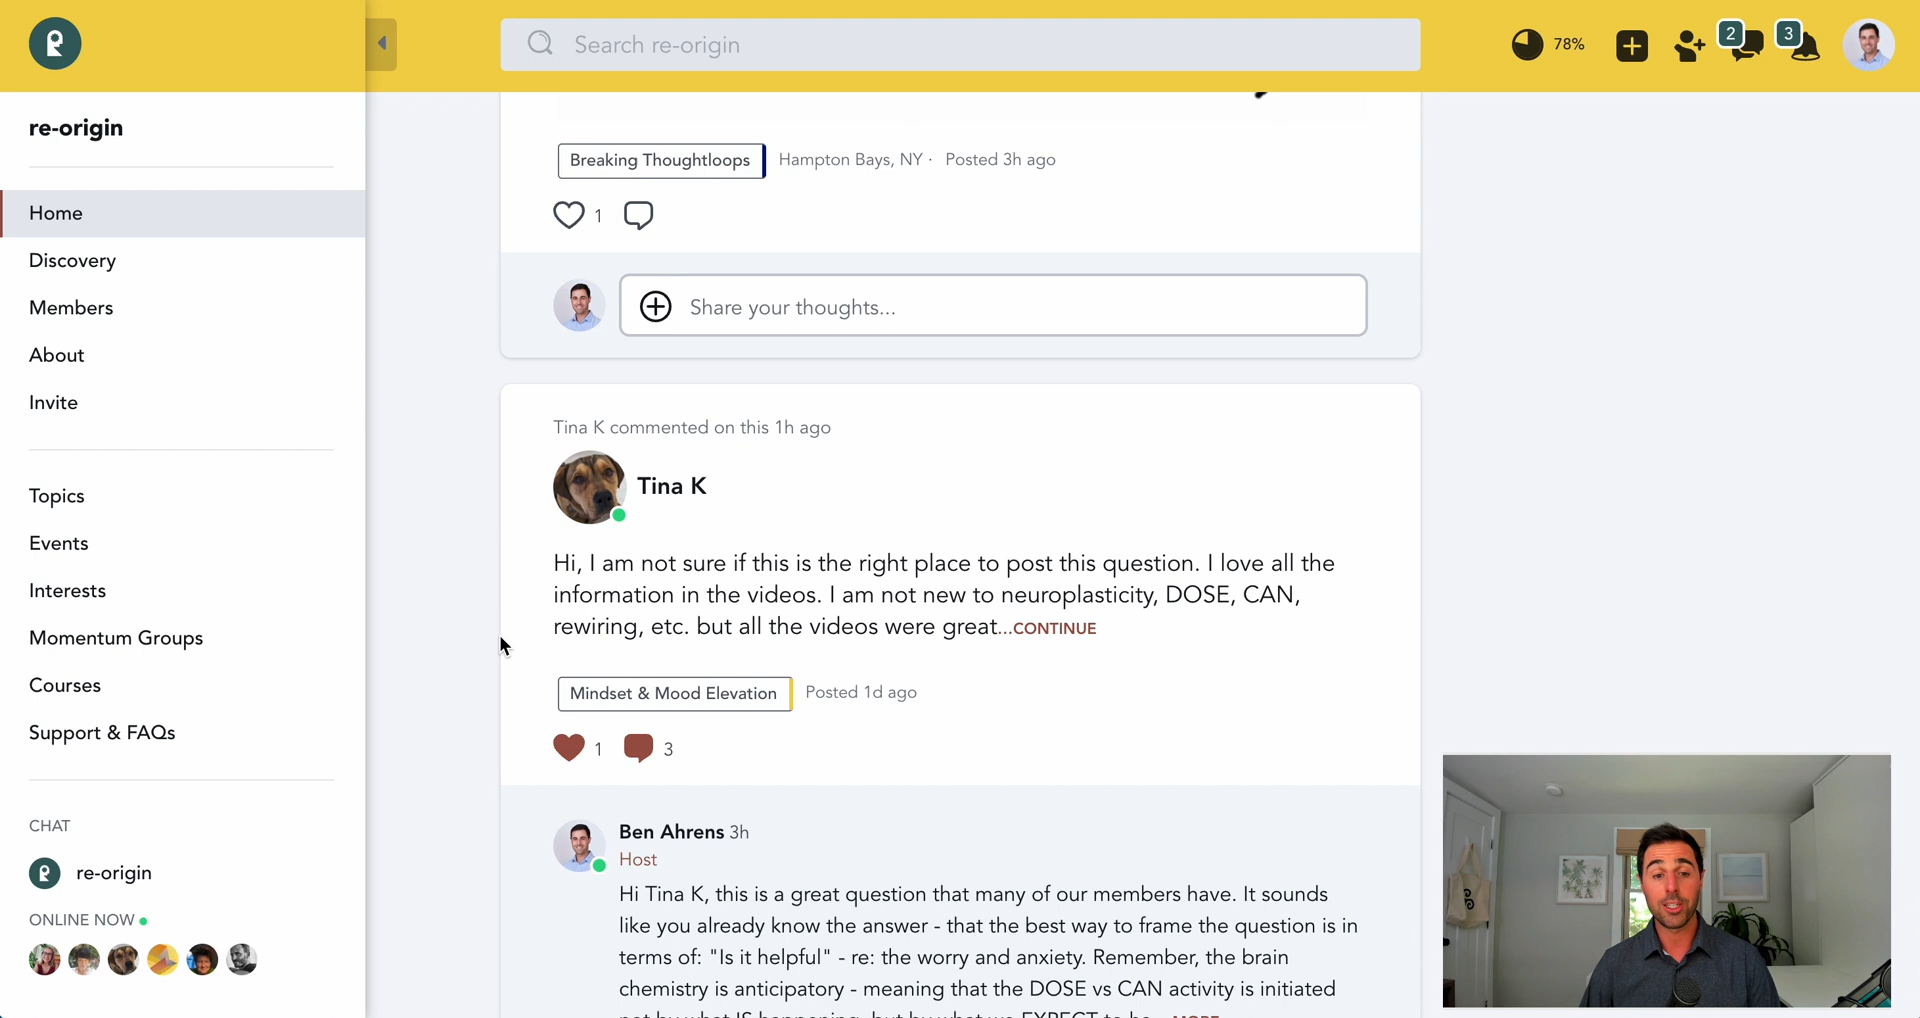 Search re-origin
78%
2
3
re-origin
Home
Discovery
Members
About
Invite
Topics
Events
Interests
Momentum Groups
Courses
Support & FAQs
CHAT
re-origin
ONLINE NOW
Breaking Thoughtloops Hampton Bays, NY · Posted 3h ago
1
Share your thoughts...
Tina K commented on this 1h ago
Tina K
Hi, I am not sure if this is the right place to post this question. I love all the
information in the videos. I am not new to neuroplasticity, DOSE, CAN,
rewiring, etc. but all the videos were great...CONTINUE
Mindset & Mood Elevation Posted 1d ago
1 3
Ben Ahrens 3h
Host
Hi Tina K, this is a great question that many of our members have. It sounds
like you already know the answer - that the best way to frame the question is in
terms of: "Is it helpful" - re: the worry and anxiety. Remember, the brain
chemistry is anticipatory - meaning that the DOSE vs CAN activity is initiated